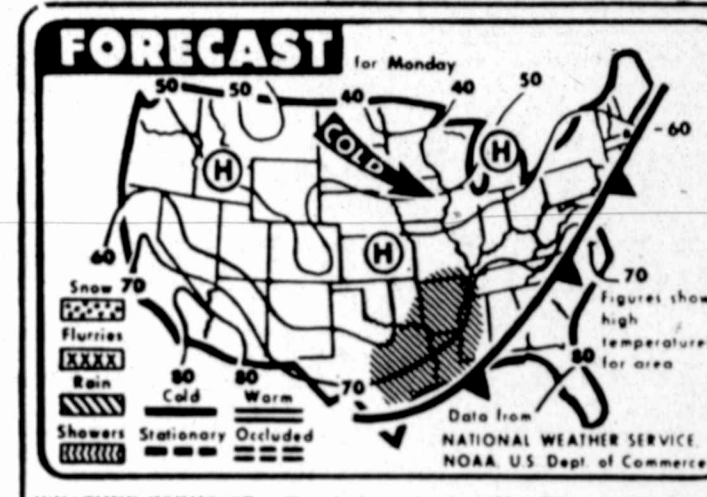 FORECAST for Monday
50 50 40 40 50
- 60
COLD
H
H
H
60
70
Snow
Flurries
Rain
Showers
80 80 70
Cold Warm
Stationary Occluded
70
Figures show
high
temperature
for area
80
Data from
NATIONAL WEATHER SERVICE,
NOAA, U.S. Dept. of Commerce